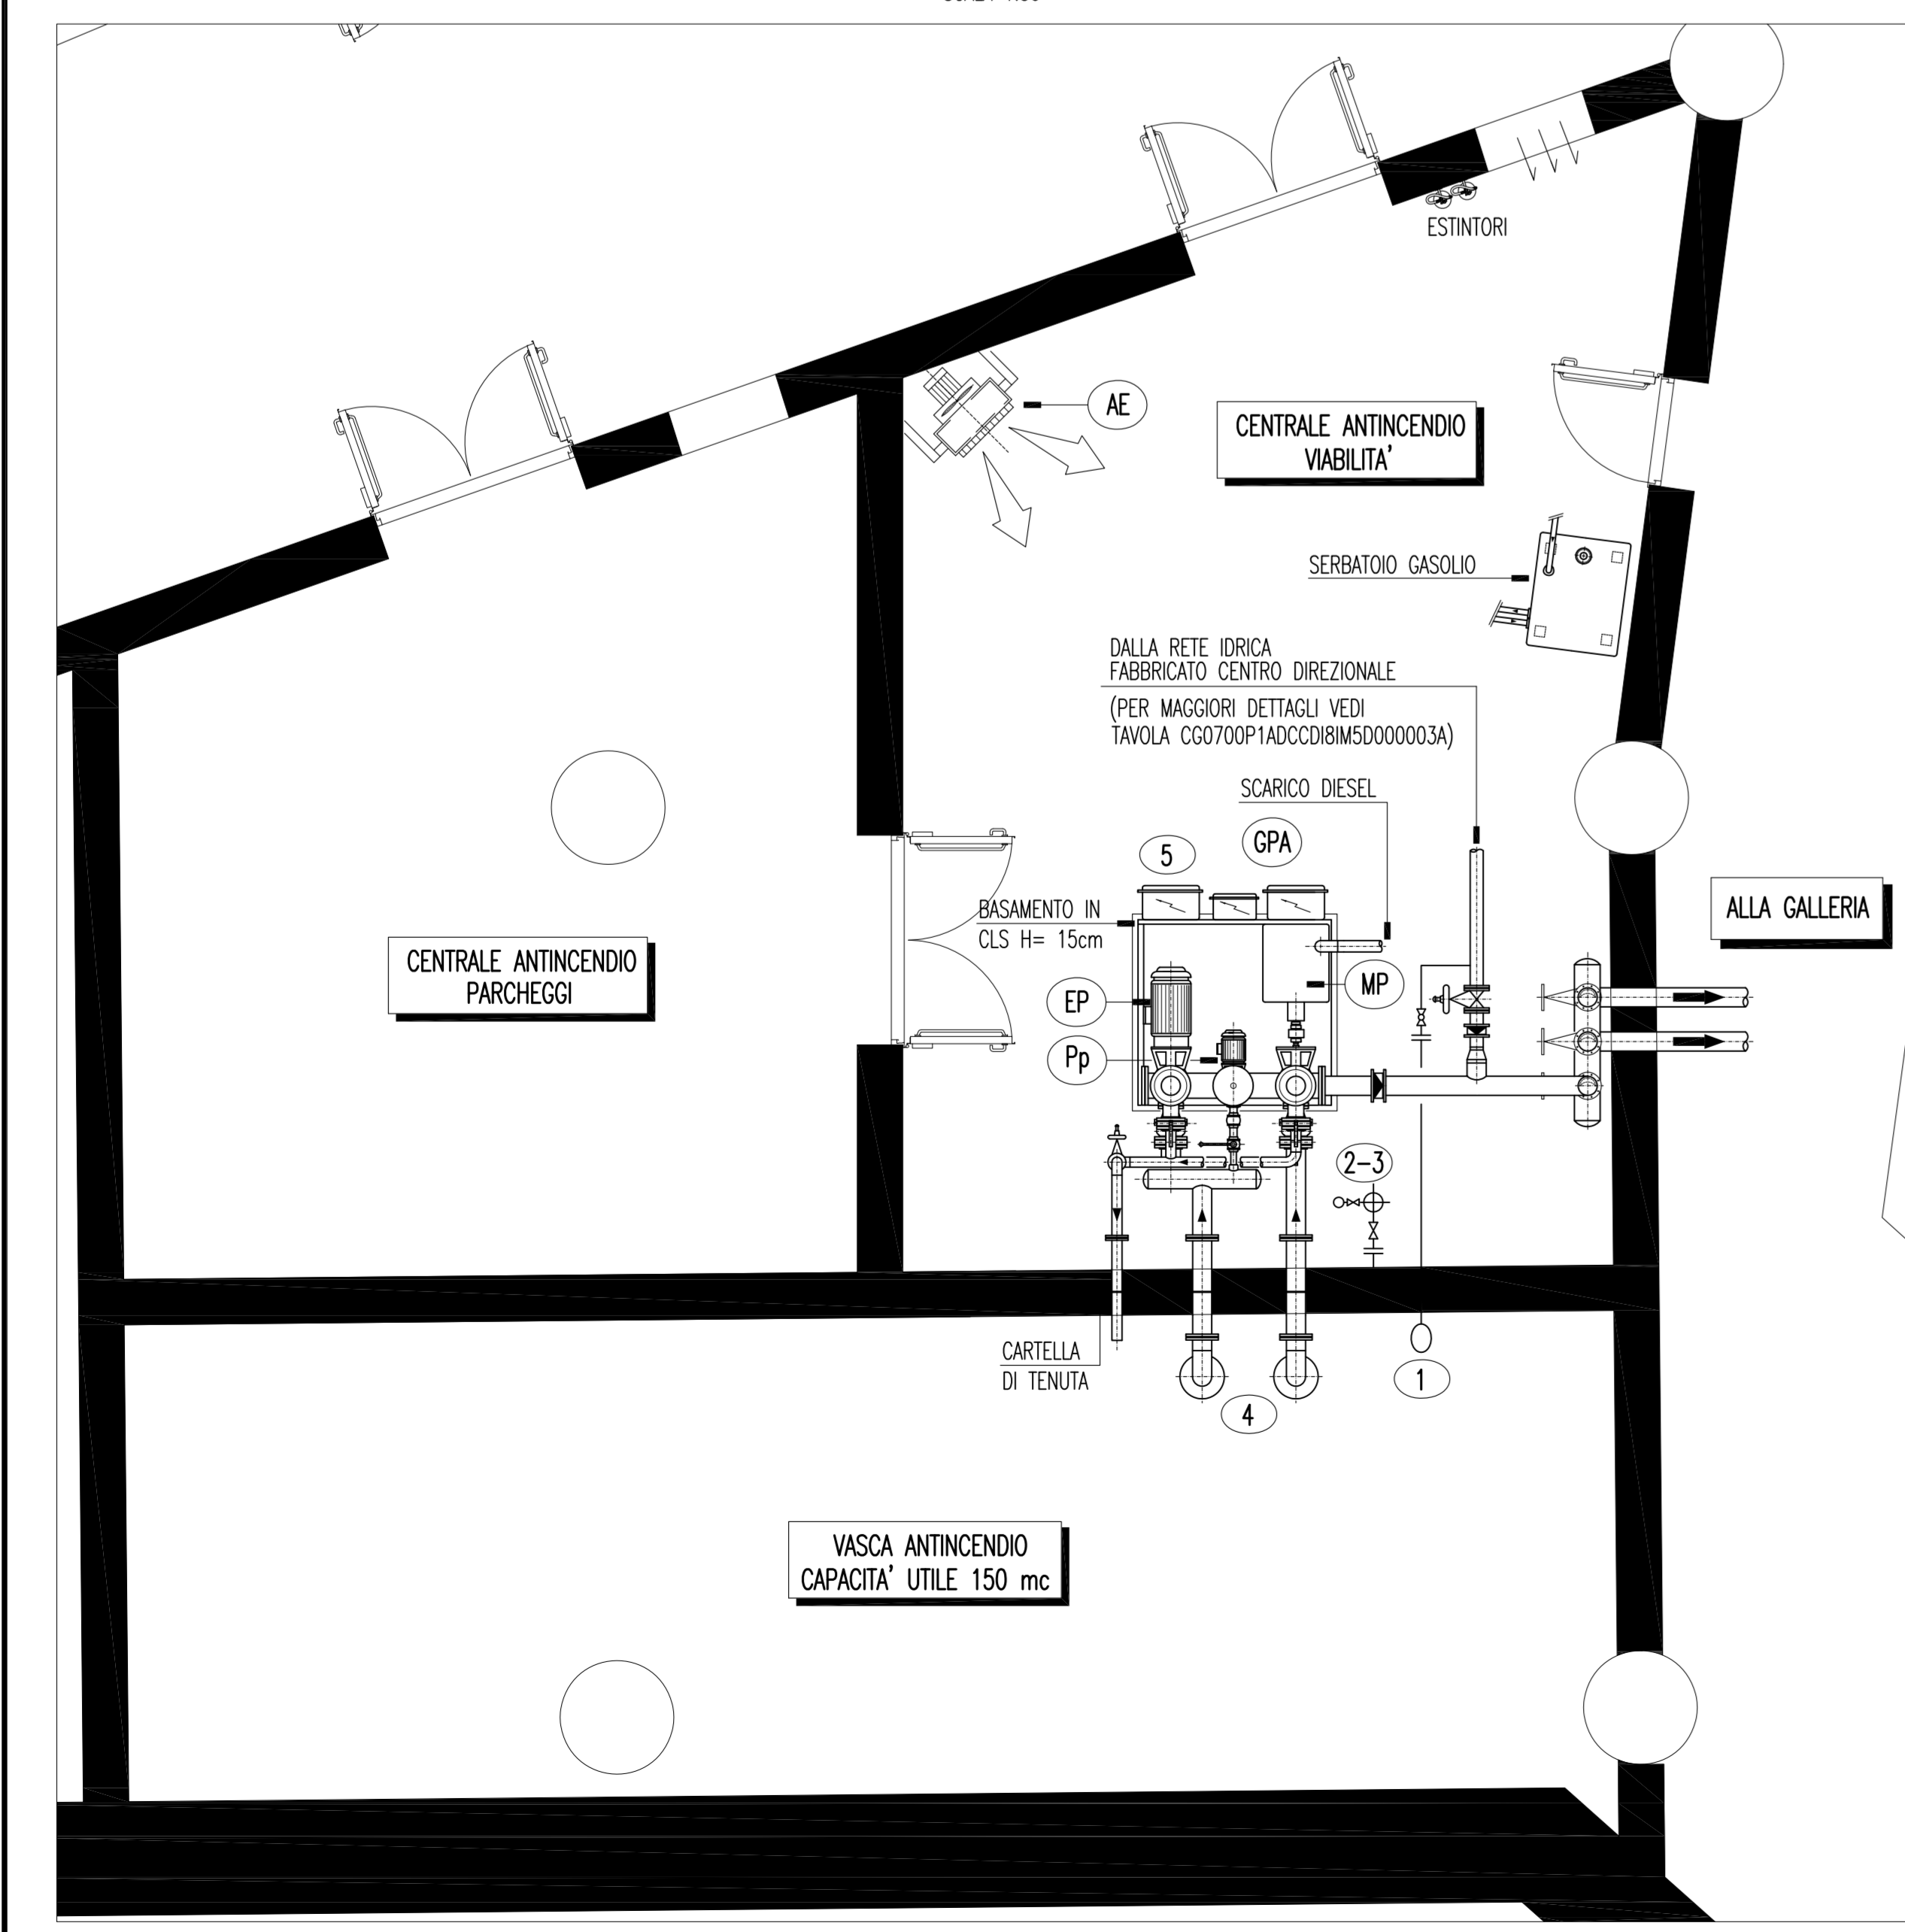 ESTINTORI
AE
CENTRALE ANTINCENDIO
VIABILITA'
SERBATOIO GASOLIO
DALLA RETE IDRICA
FABBRICATO CENTRO DIREZIONALE
(PER MAGGIORI DETTAGLI VEDI
TAVOLA CG0700P1ADCCDI8IM5D000003A)
SCARICO DIESEL
5
GPA
BASAMENTO IN
CLS H= 15cm
ALLA GALLERIA
CENTRALE ANTINCENDIO
PARCHEGGI
EP
MP
Pp
2-3
CARTELLA
DI TENUTA
1
4
VASCA ANTINCENDIO
CAPACITA' UTILE 150 mc